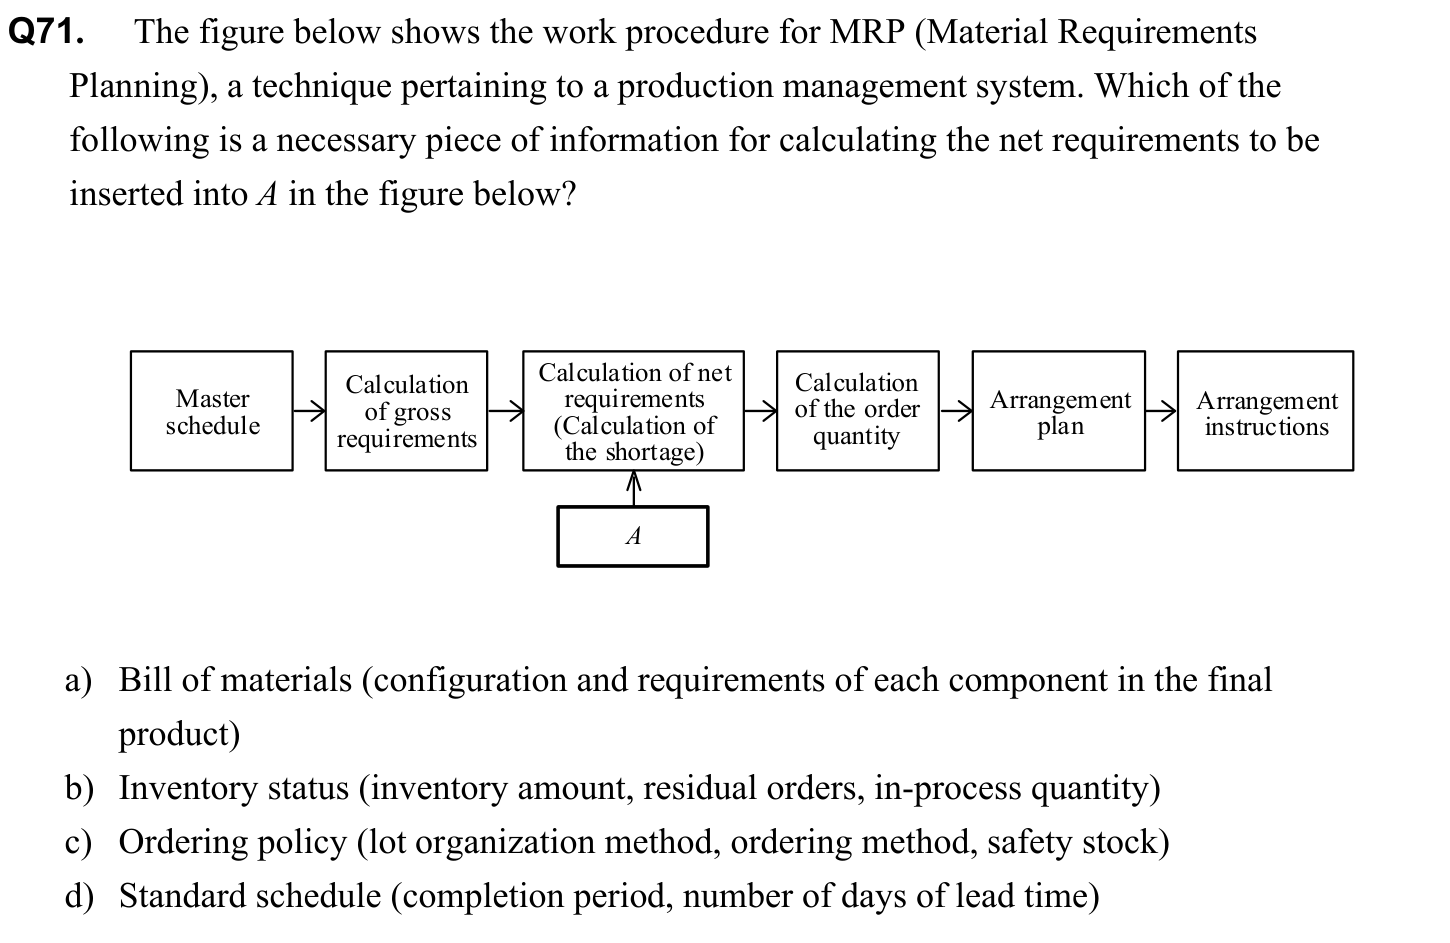 Q71. The figure below shows the work procedure for MRP (Material Requirements
Planning), a technique pertaining to a production management system. Which of the
following is a necessary piece of information for calculating the net requirements to be
inserted into A in the figure below?
Master
schedule
Calculation
of gross
requirements
Calculation of net
requirements
(Calculation of
the shortage)
Calculation
of the order
quantity
Arrangement
plan
Arrangement
instructions
A
a) Bill of materials (configuration and requirements of each component in the final
product)
b) Inventory status (inventory amount, residual orders, in-process quantity)
c) Ordering policy (lot organization method, ordering method, safety stock)
d) Standard schedule (completion period, number of days of lead time)